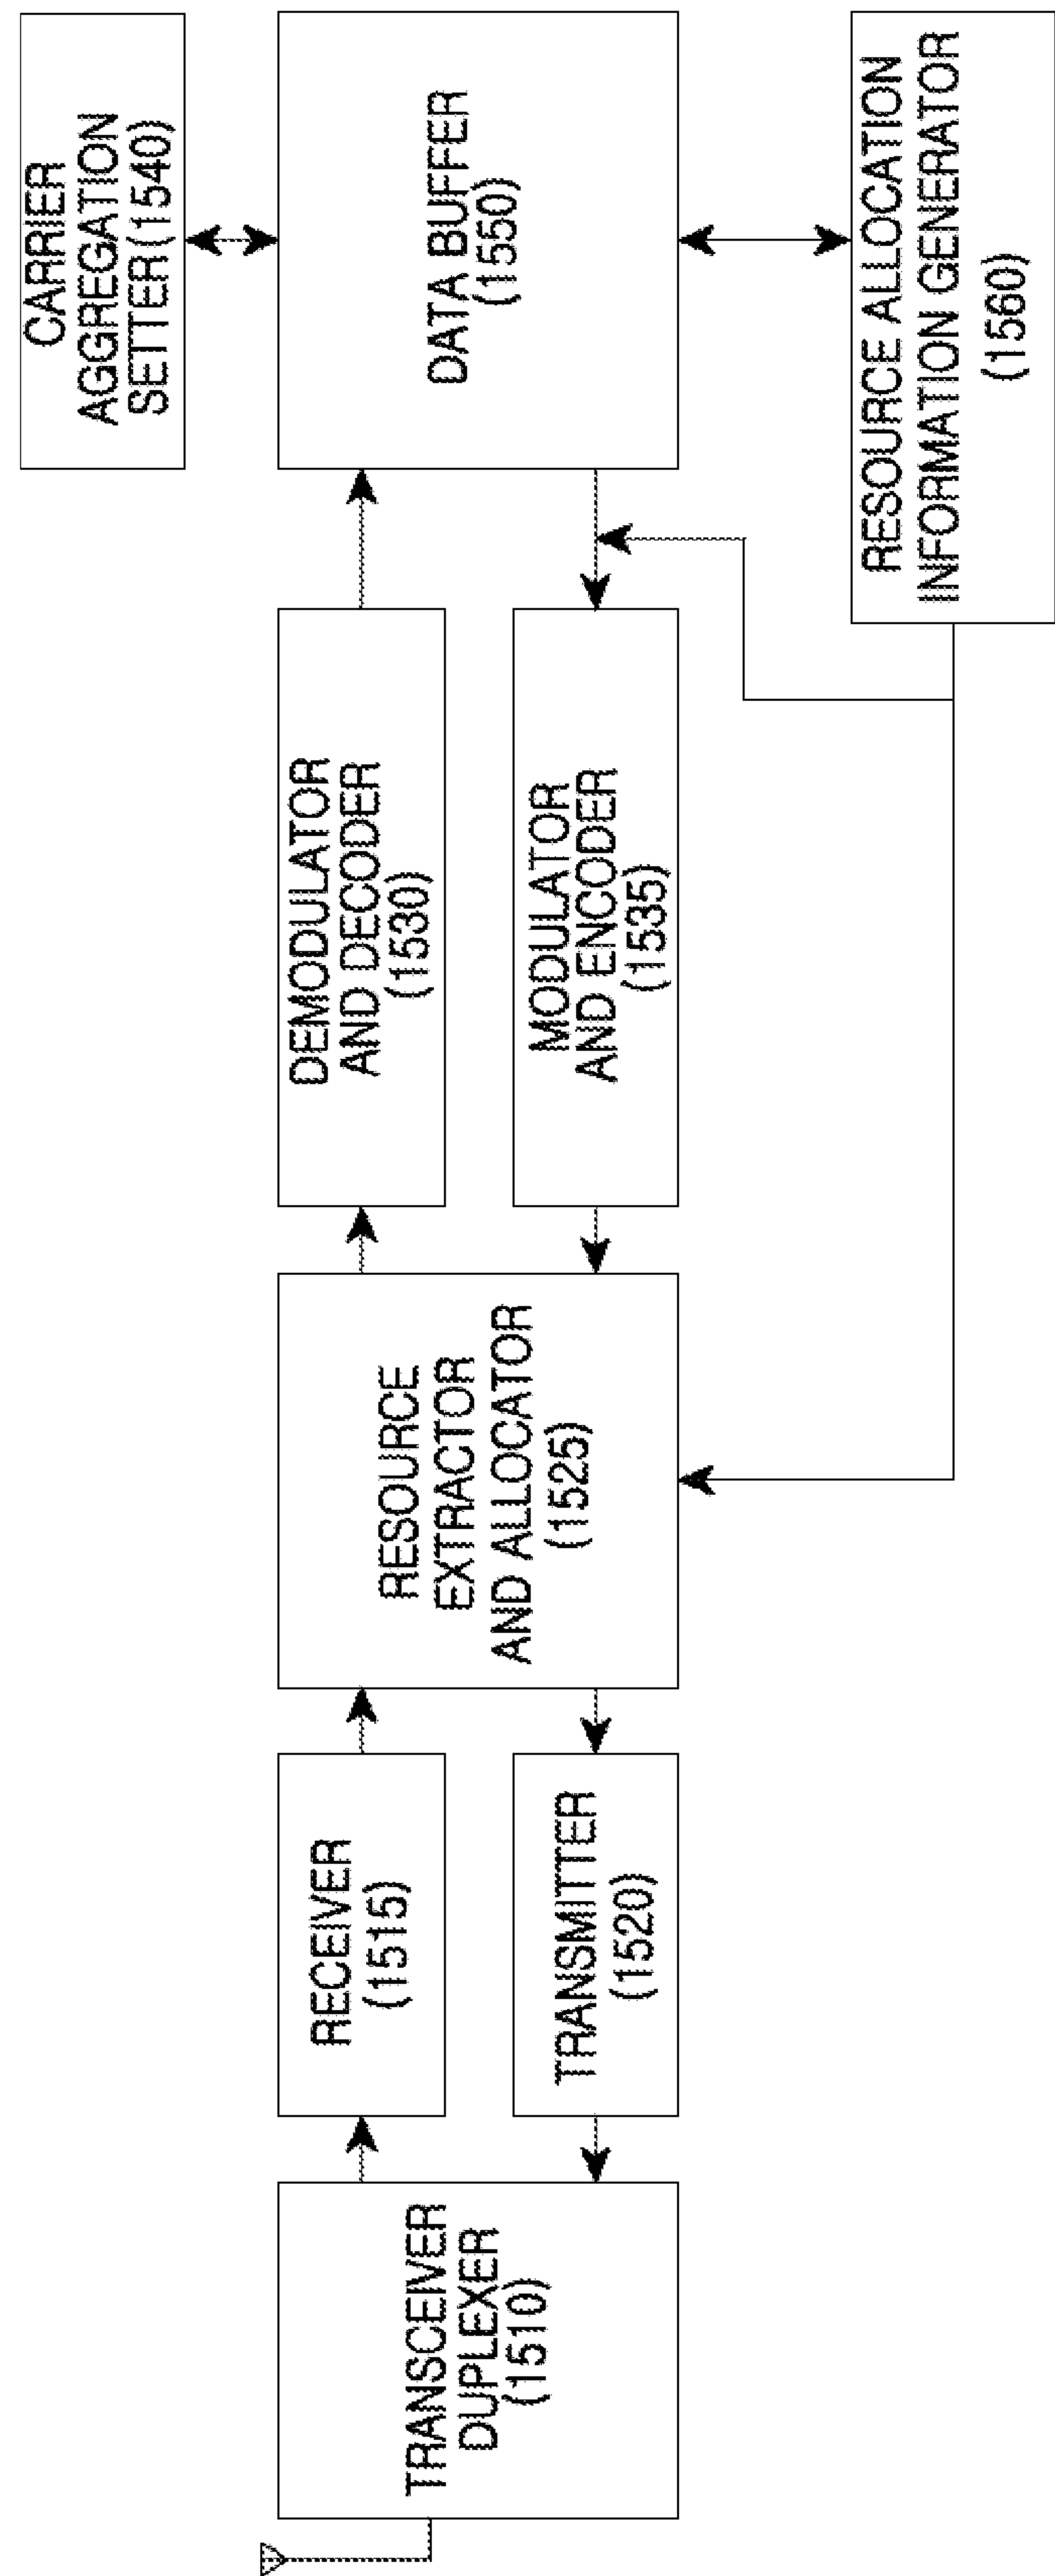 TRANSCEIVER
DUPLEXER
(1510)
RECEIVER
(1515)
TRANSMITTER
(1520)
RESOURCE
EXTRACTOR
AND ALLOCATOR
(1525)
DEMODULATOR
AND DECODER
(1530)
MODULATOR
AND ENCODER
(1535)
CARRIER
AGGREGATION
SETTER(1540)
DATA BUFFER
(1550)
RESOURCE ALLOCATION
INFORMATION GENERATOR
(1560)